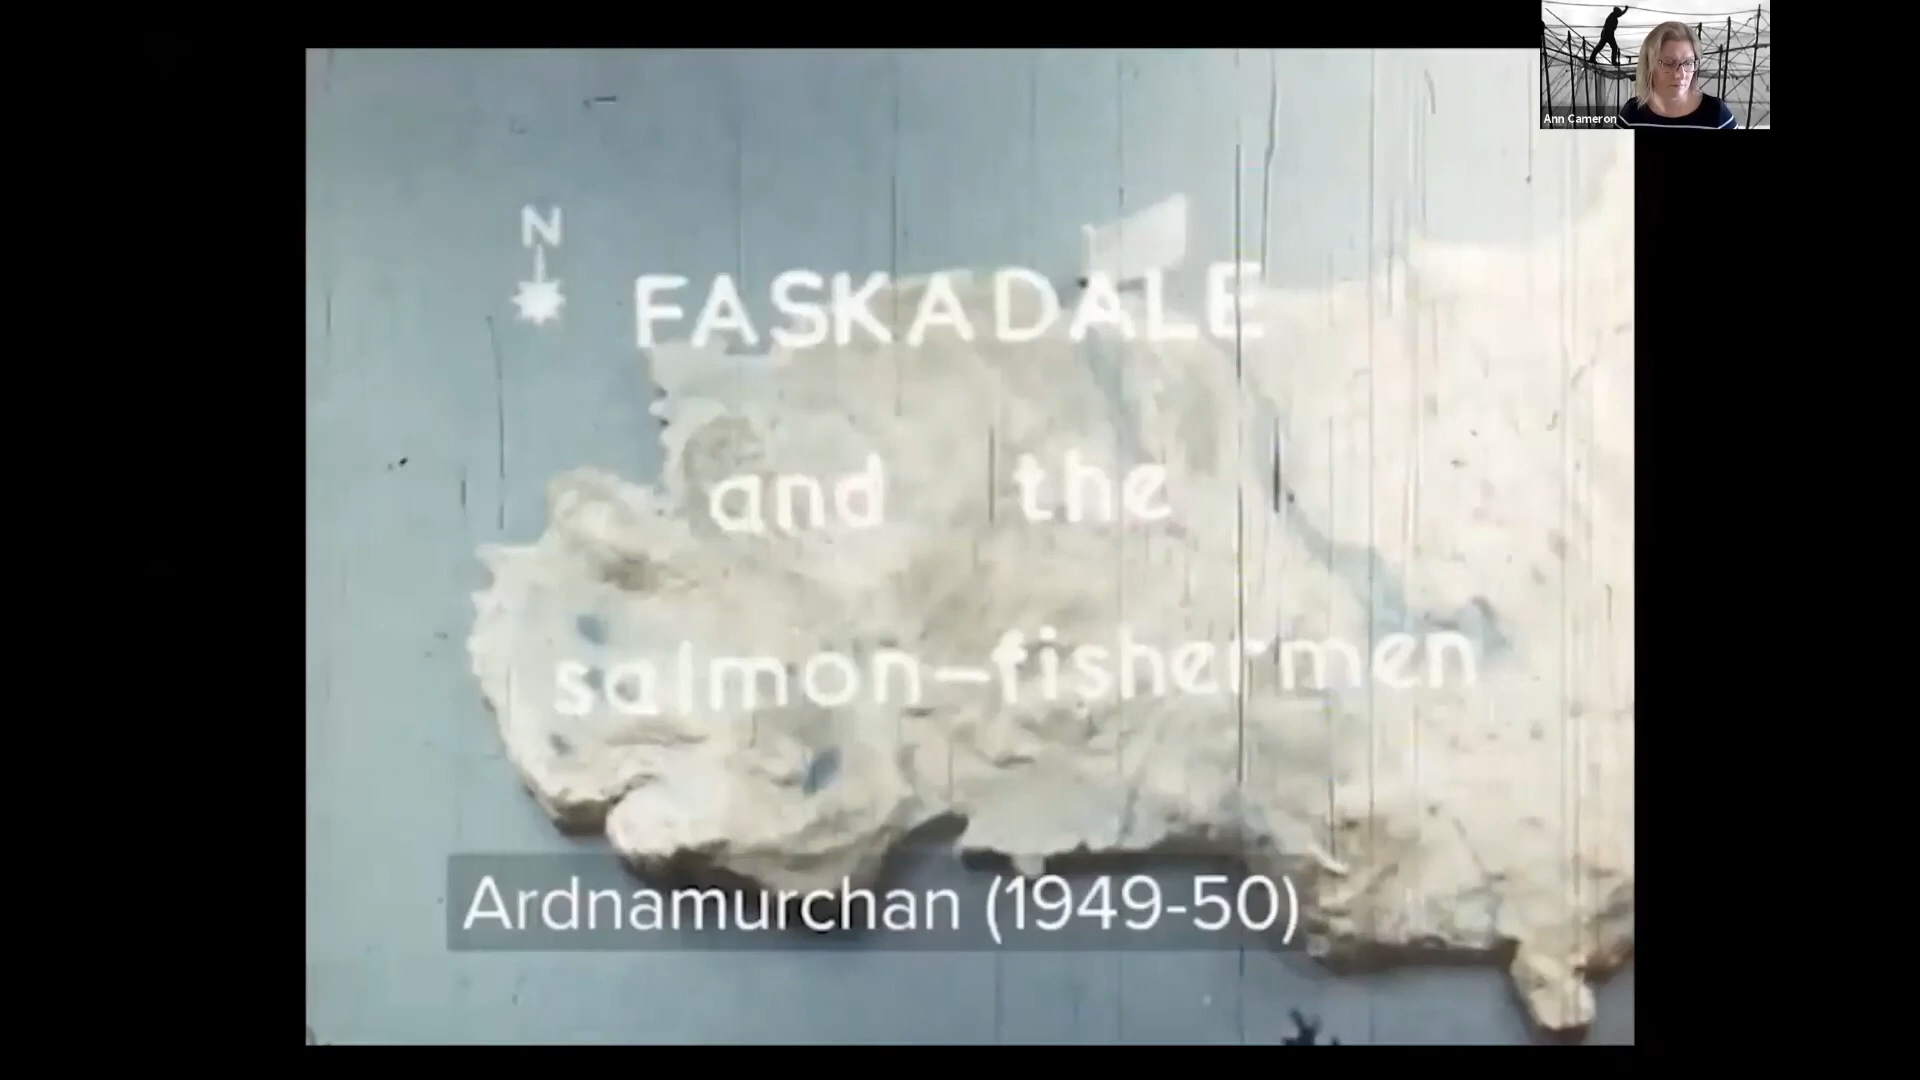 Ann Cameron
N
FASKADALE
and the
salmon-fishermen
Ardnamurchan (1949-50)